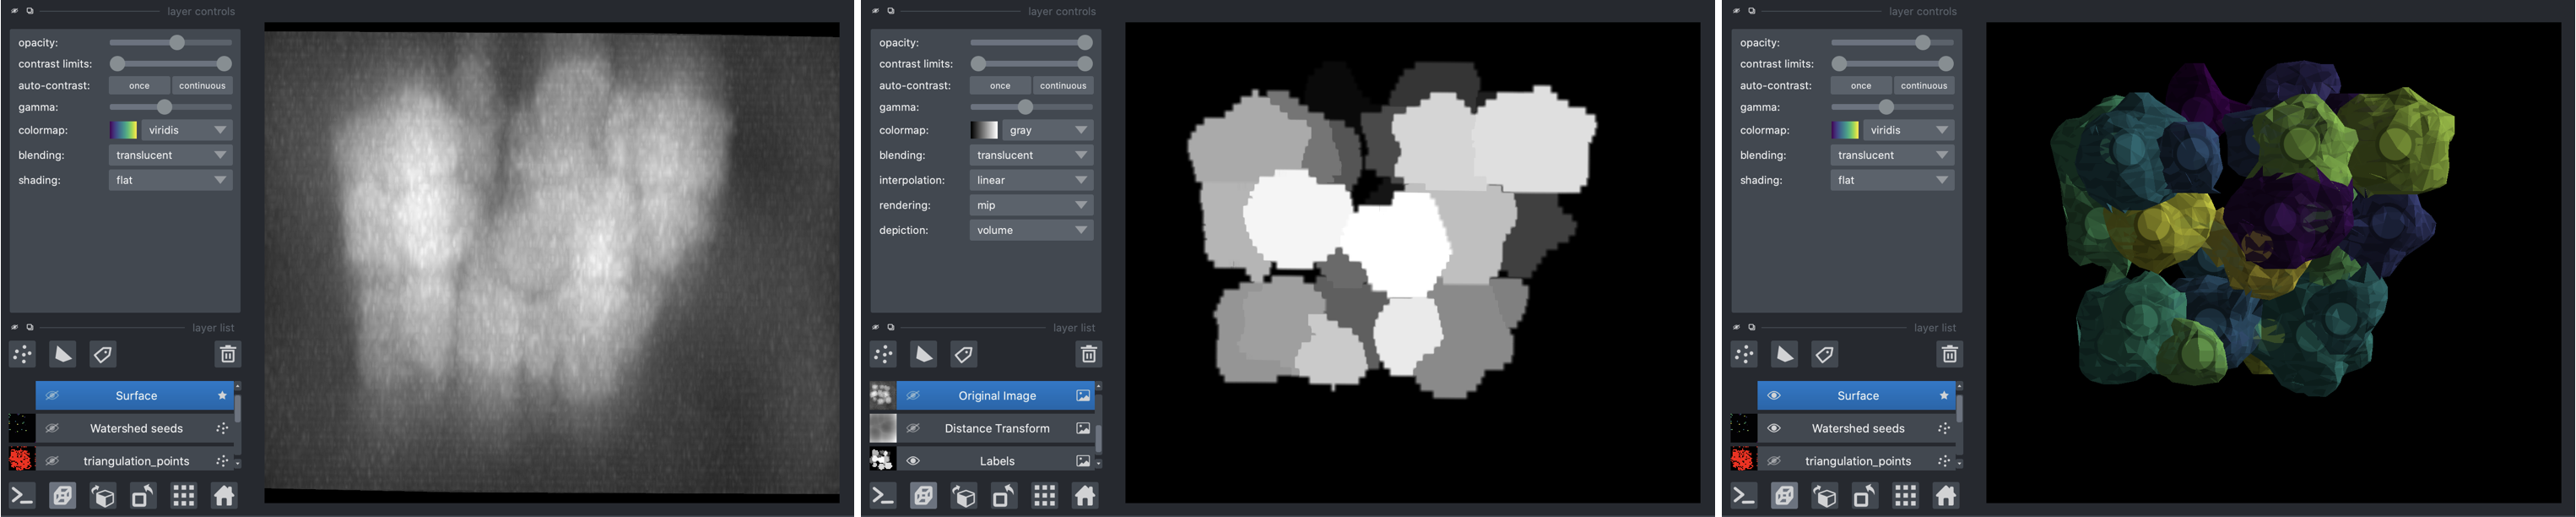 layer controls
opacity:
contrast limits:
auto-contrast: once continuous
gamma:
colormap: viridis
blending: translucent
shading: flat
layer list
Surface
Watershed seeds
triangulation_points
layer controls
opacity:
contrast limits:
auto-contrast: once continuous
gamma:
colormap: gray
blending: translucent
interpolation: linear
rendering: mip
depiction: volume
layer list
Original Image
Distance Transform
Labels
layer controls
opacity:
contrast limits:
auto-contrast: once continuous
gamma:
colormap: viridis
blending: translucent
shading: flat
layer list
Surface
Watershed seeds
triangulation_points